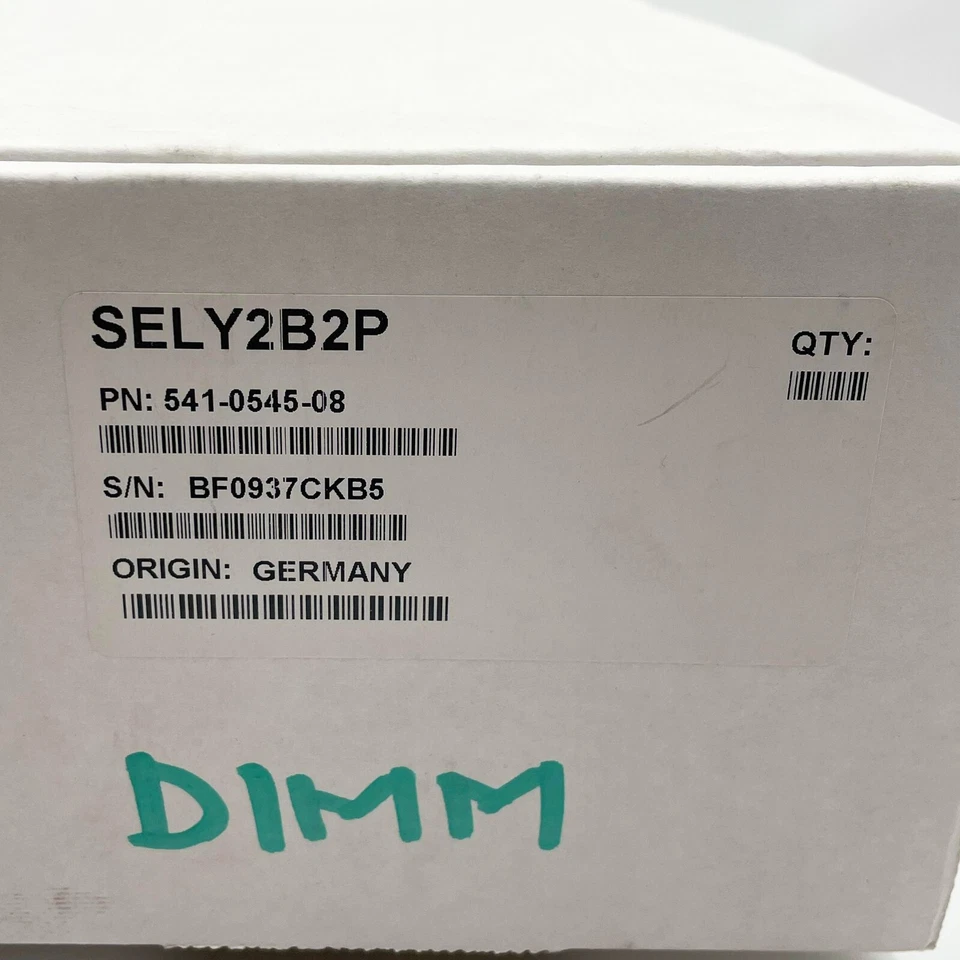 SELY2B2P
QTY:
PN: 541-0545-08
S/N: BF0937CKB5
ORIGIN: GERMANY
DIMM